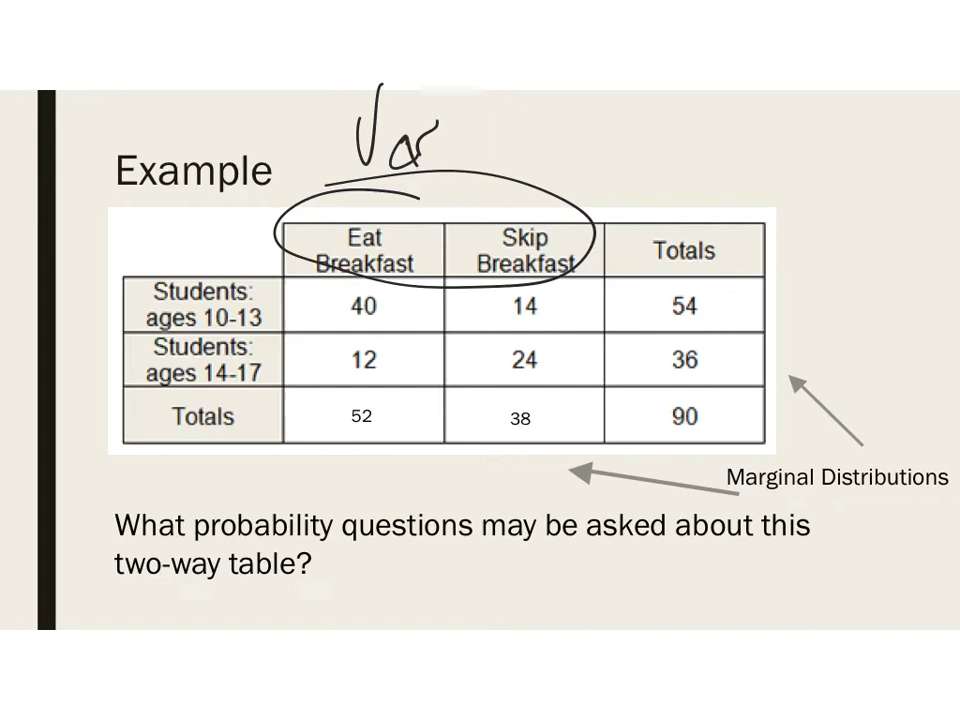 Var
Example
Eat Breakfast Skip Breakfast Totals
Students: ages 10-13 40 14 54
Students: ages 14-17 12 24 36
Totals 52 38 90
Marginal Distributions
What probability questions may be asked about this
two-way table?